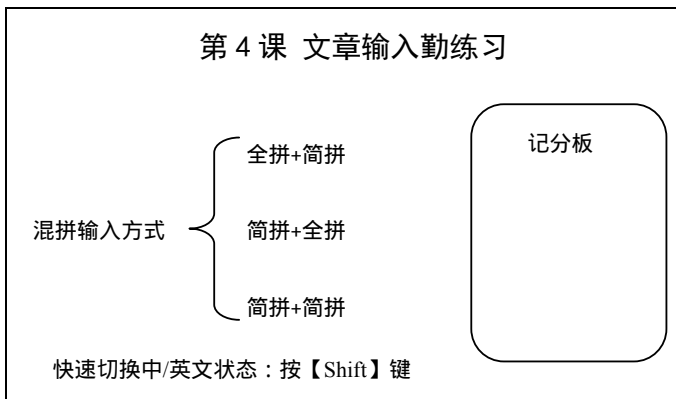 第 4 课 文章输入勤练习
记分板
全拼+简拼
混拼输入方式
简拼+全拼
简拼+简拼
快速切换中/英文状态：按【Shift】键